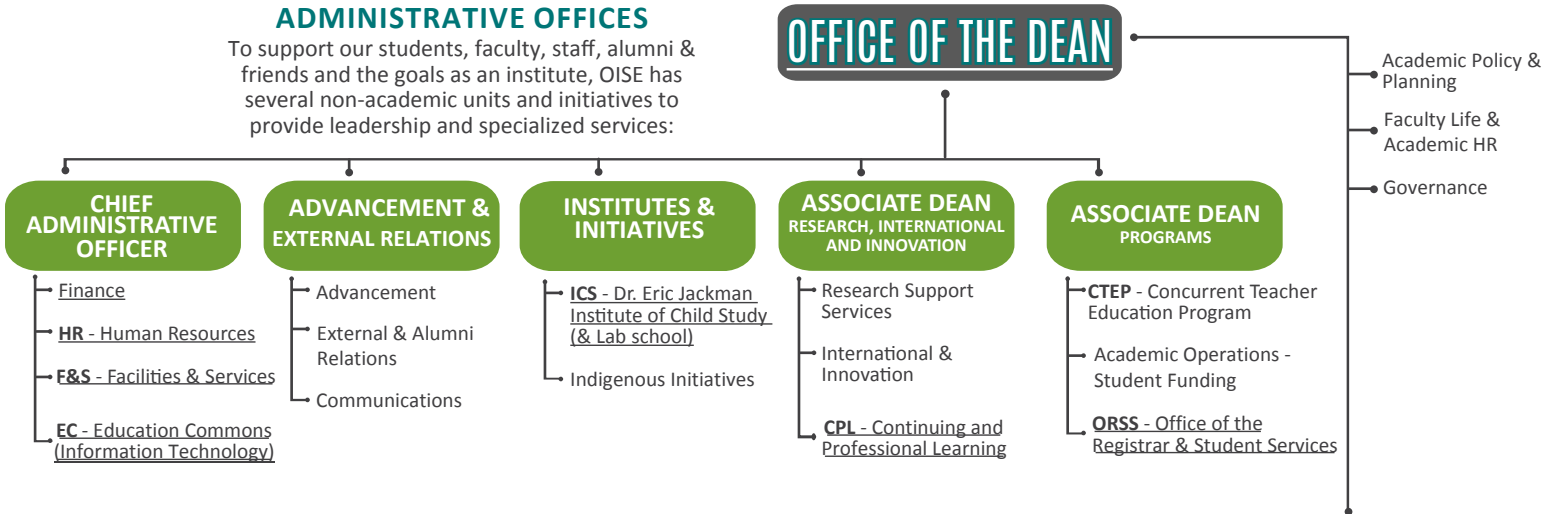 ADMINISTRATIVE OFFICES
To support our students, faculty, staff, alumni &
friends and the goals as an institute, OISE has
several non-academic units and initiatives to
provide leadership and specialized services:
OFFICE OF THE DEAN
Academic Policy &
Planning
Faculty Life &
Academic HR
Governance
CHIEF
ADMINISTRATIVE
OFFICER
Finance
HR - Human Resources
F&S - Facilities & Services
EC - Education Commons
(Information Technology)
ADVANCEMENT &
EXTERNAL RELATIONS
Advancement
External & Alumni
Relations
Communications
INSTITUTES &
INITIATIVES
ICS - Dr. Eric Jackman
Institute of Child Study
(& Lab school)
Indigenous Initiatives
ASSOCIATE DEAN
RESEARCH, INTERNATIONAL
AND INNOVATION
Research Support
Services
International &
Innovation
CPL - Continuing and
Professional Learning
ASSOCIATE DEAN
PROGRAMS
CTEP - Concurrent Teacher
Education Program
Academic Operations -
Student Funding
ORSS - Office of the
Registrar & Student Services